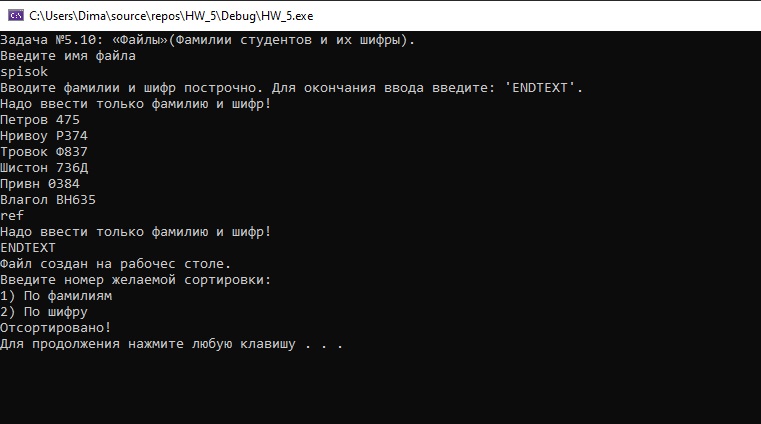 C:\Users\Dima\source\repos\HW_5\Debug\HW_5.exe
Задача №5.10: «Файлы»(Фамилии студентов и их шифры).
Введите имя файла
spisok
Вводите фамилии и шифр построчно. Для окончания ввода введите: 'ENDTEXT'.
Надо ввести только фамилию и шифр!
Петров 475
Нривоу Р374
Тровок Ф837
Шистон 736Д
Привн 0384
Влагол ВН635
ref
Надо ввести только фамилию и шифр!
ENDTEXT
Файл создан на рабочес столе.
Введите номер желаемой сортировки:
1) По фамилиям
2) По шифру
Отсортировано!
Для продолжения нажмите любую клавишу . . .